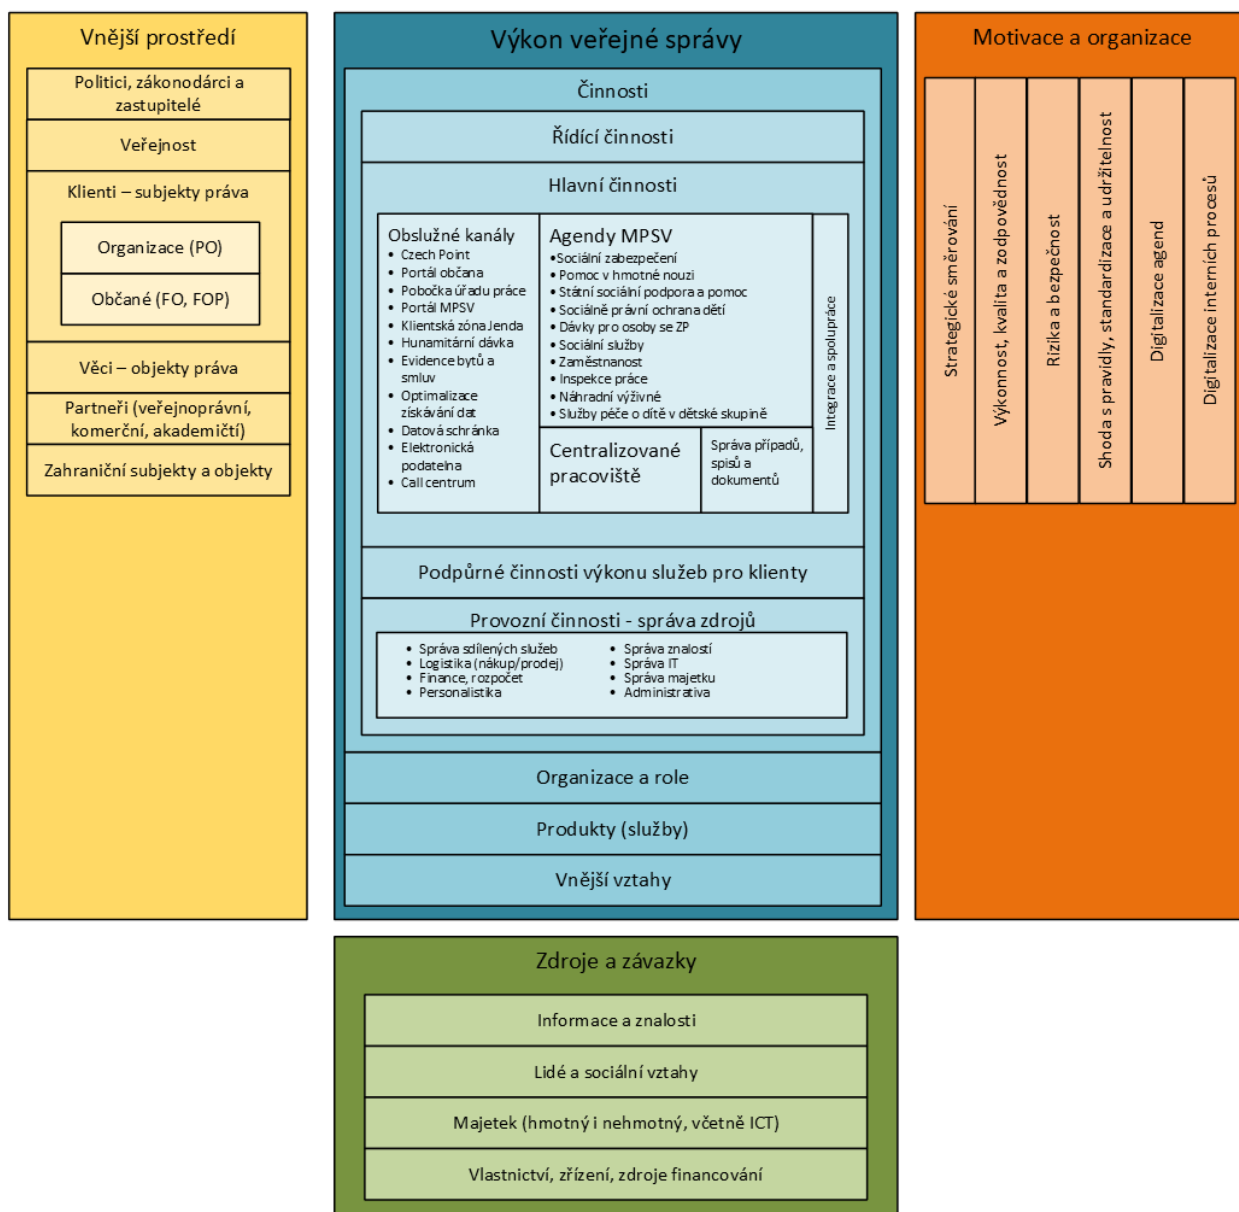 Vnější prostředí
Politici, zákonodárci a
zastupitelé
Veřejnost
Klienti – subjekty práva
Organizace (PO)
Občané (FO, FOP)
Věci – objekty práva
Partneři (veřejnoprávní,
komerční, akademičtí)
Zahraniční subjekty a objekty
Výkon veřejné správy
Činnosti
Řídící činnosti
Hlavní činnosti
Obslužné kanály
• Czech Point
• Portál občana
• Pobočka úřadu práce
• Portál MPSV
• Klientská zóna Jenda
• Hunamitární dávka
• Evidence bytů a
smluv
• Optimalizace
získávání dat
• Datová schránka
• Elektronická
podatelna
• Call centrum
Agendy MPSV
•Sociální zabezpečení
•Pomoc v hmotné nouzi
•Státní sociální podpora a pomoc
•Sociálně právní ochrana dětí
•Dávky pro osoby se ZP
•Sociální služby
•Zaměstnanost
•Inspekce práce
•Náhradní výživné
•Služby péče o dítě v dětské skupině
Centralizované
pracoviště
Správa případů,
spisů a
dokumentů
Integrace a spolupráce
Podpůrné činnosti výkonu služeb pro klienty
Provozní činnosti - správa zdrojů
• Správa sdílených služeb
• Logistika (nákup/prodej)
• Finance, rozpočet
• Personalistika
• Správa znalostí
• Správa IT
• Správa majetku
• Administrativa
Organizace a role
Produkty (služby)
Vnější vztahy
Motivace a organizace
Strategické směrování
Výkonnost, kvalita a zodpovědnost
Rizika a bezpečnost
Shoda s pravidly, standardizace a udržitelnost
Digitalizace agend
Digitalizace interních procesů
Zdroje a závazky
Informace a znalosti
Lidé a sociální vztahy
Majetek (hmotný i nehmotný, včetně ICT)
Vlastnictví, zřízení, zdroje financování